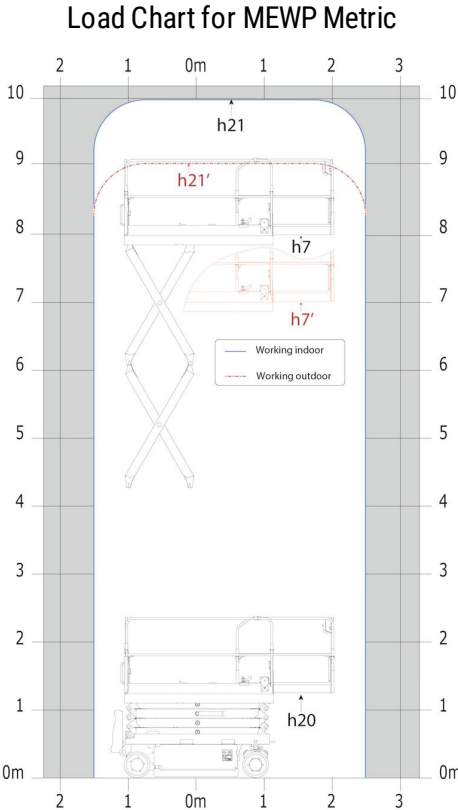 Load Chart for MEWP Metric
2 1 0m 1 2 3
10 10
h21
9 9
h21’
8 8
h7
7 7
h7’
Working indoor
6 6
Working outdoor
5 5
4 4
3 3
2 2
1 1
h20
0m 0m
2 1 0m 1 2 3